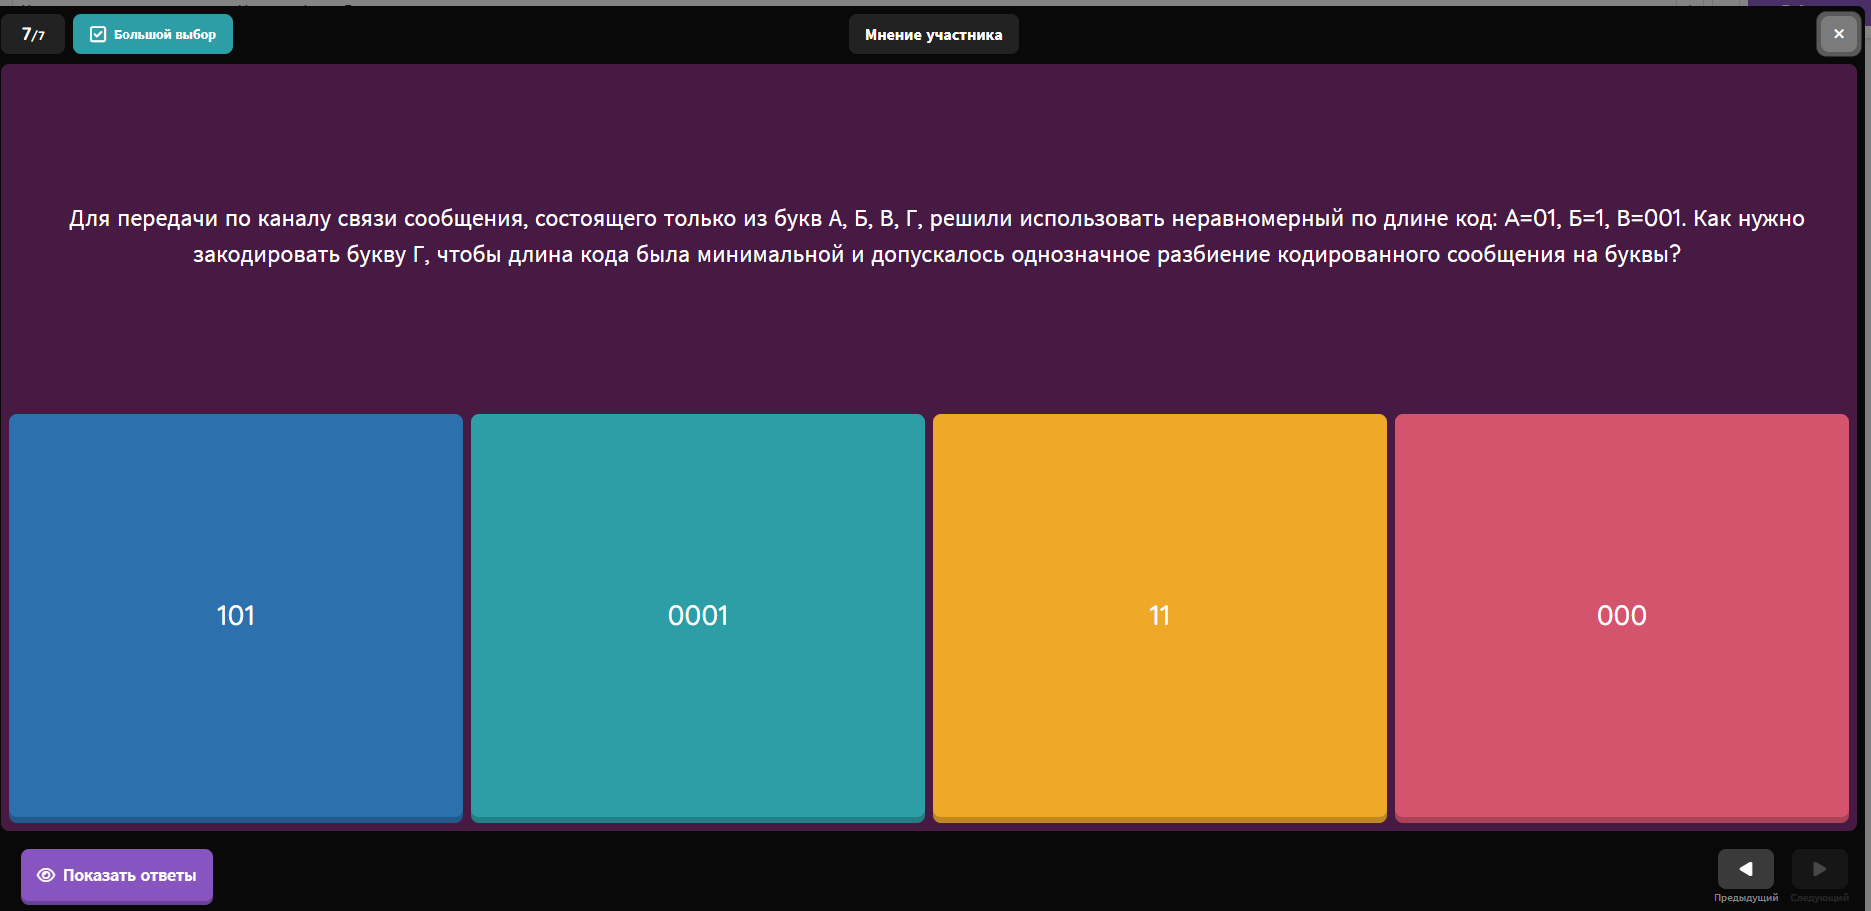 7/7
Большой выбор
Мнение участника
Для передачи по каналу связи сообщения, состоящего только из букв А, Б, В, Г, решили использовать неравномерный по длине код: А=01, Б=1, В=001. Как нужно
закодировать букву Г, чтобы длина кода была минимальной и допускалось однозначное разбиение кодированного сообщения на буквы?
101
0001
11
000
Показать ответы
Предыдущий
Следующий